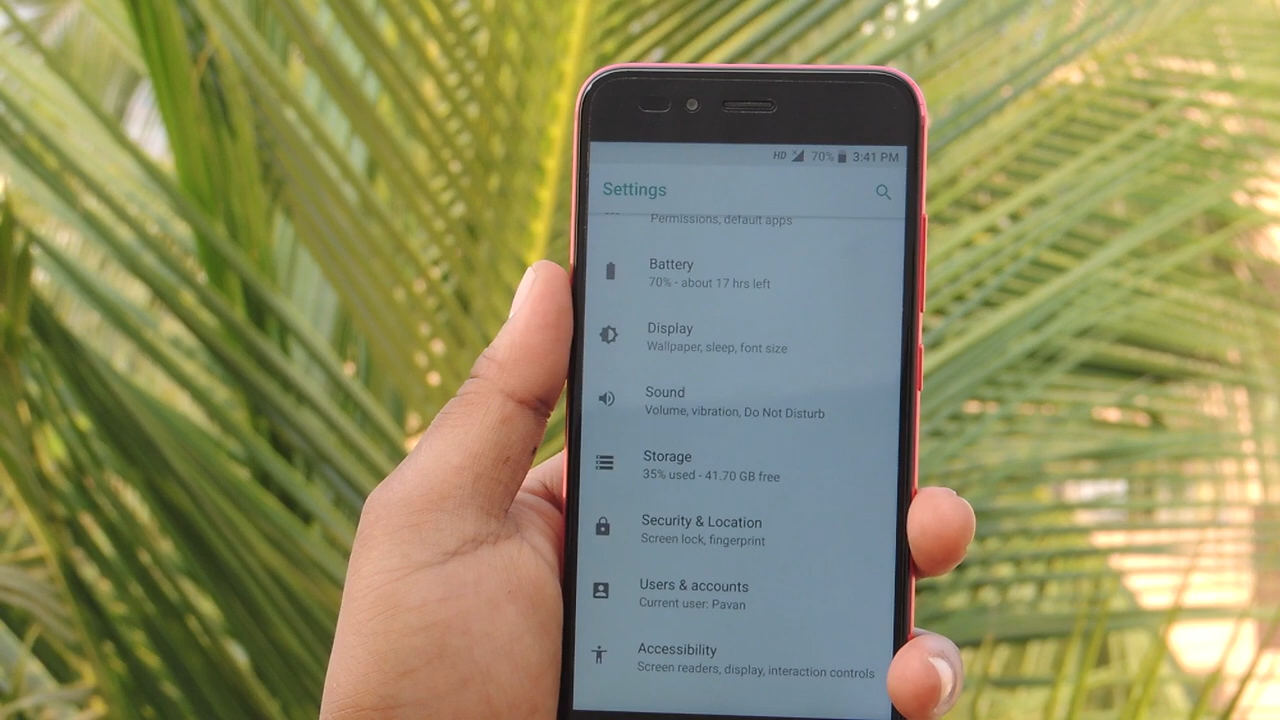 HD 70% 3:41 PM
Settings
Permissions, default apps
Battery
70% - about 17 hrs left
Display
Wallpaper, sleep, font size
Sound
Volume, vibration, Do Not Disturb
Storage
35% used - 41.70 GB free
Security & Location
Screen lock, fingerprint
Users & accounts
Current user: Pavan
Accessibility
Screen readers, display, interaction controls